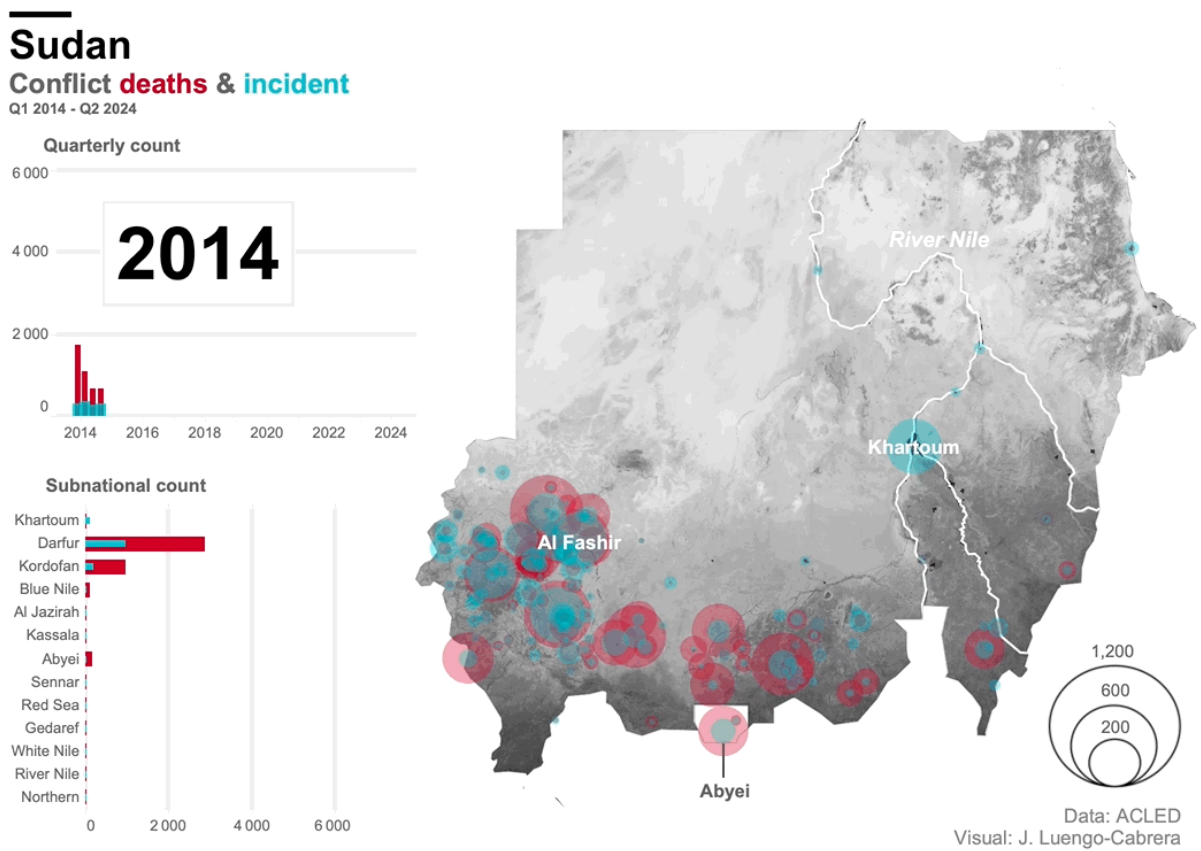 Sudan
Conflict deaths & incident
Q1 2014 - Q2 2024
Quarterly count
6 000
4 000
2 000
0
2014
2014 2016 2018 2020 2022 2024
Subnational count
Khartoum
Darfur
Kordofan
Blue Nile
Al Jazirah
Kassala
Abyei
Sennar
Red Sea
Gedaref
White Nile
River Nile
Northern
0 2 000 4 000 6 000
River Nile
Khartoum
Al Fashir
Abyei
1,200
600
200
Data: ACLED
Visual: J. Luengo-Cabrera